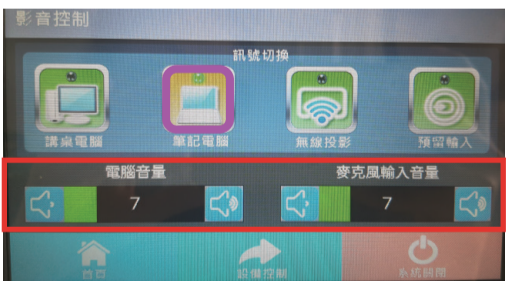 影音控制
訊號切換
講桌電腦 筆記電腦 無線投影 預留輸入
電腦音量 麥克風輸入音量
7 7
首頁 設備控制 系統關閉